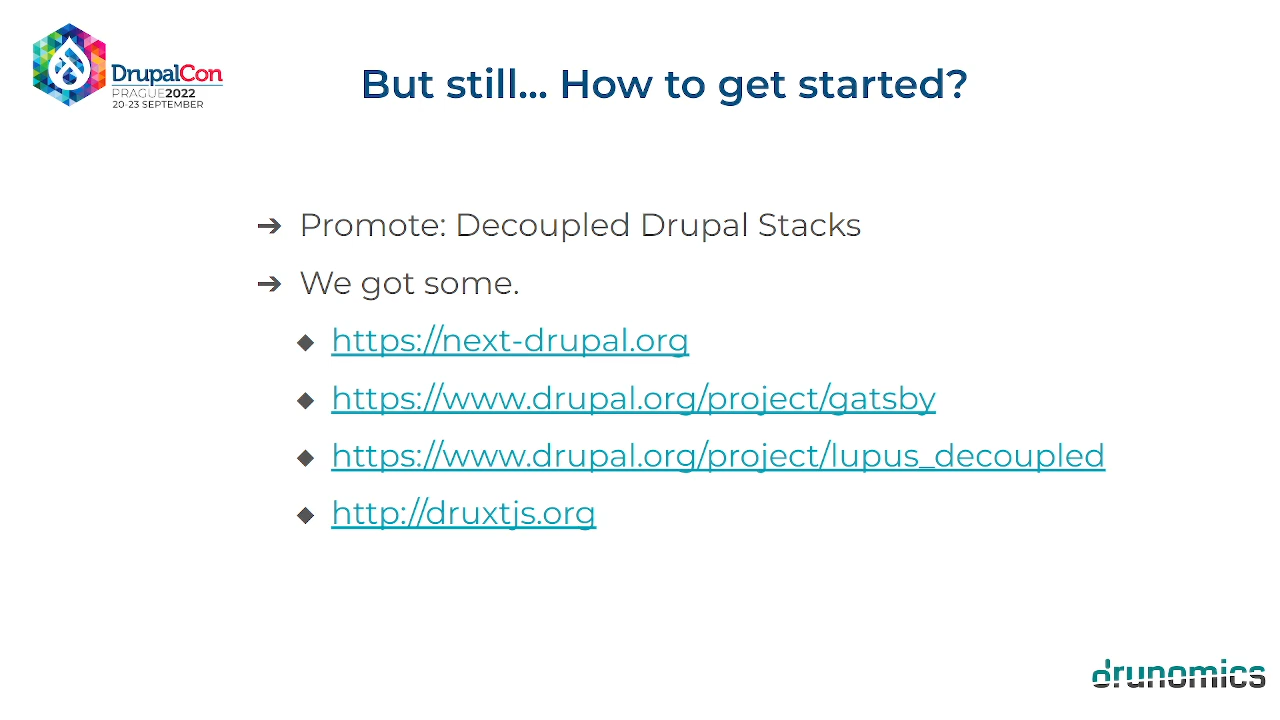 DrupalCon
PRAGUE2022
20-23 SEPTEMBER
But still... How to get started?
➔ Promote: Decoupled Drupal Stacks
➔ We got some.
◆ https://next-drupal.org
◆ https://www.drupal.org/project/gatsby
◆ https://www.drupal.org/project/lupus_decoupled
◆ http://druxtjs.org
drunomics